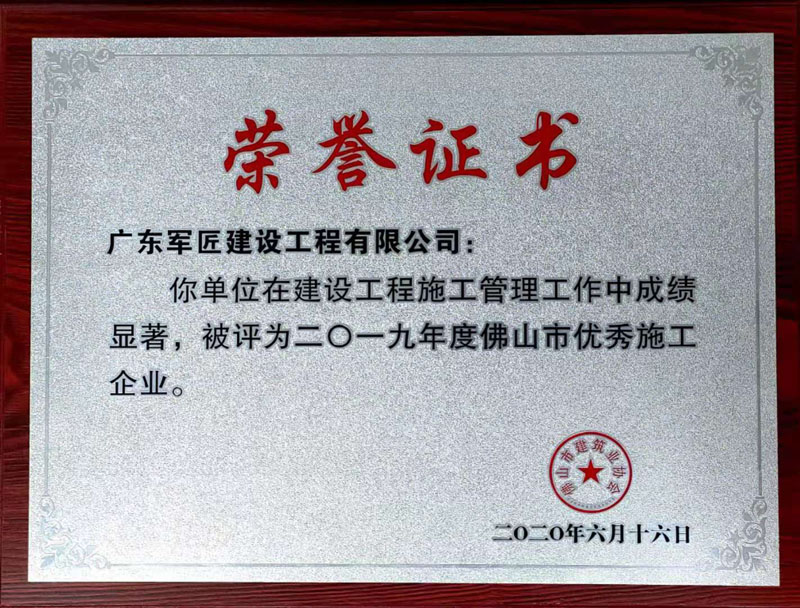 荣誉证书
广东军匠建设工程有限公司：
你单位在建设工程施工管理工作中成绩
显著，被评为二〇一九年度佛山市优秀施工
企业。
佛山市建筑业协会
二〇二〇年六月十六日